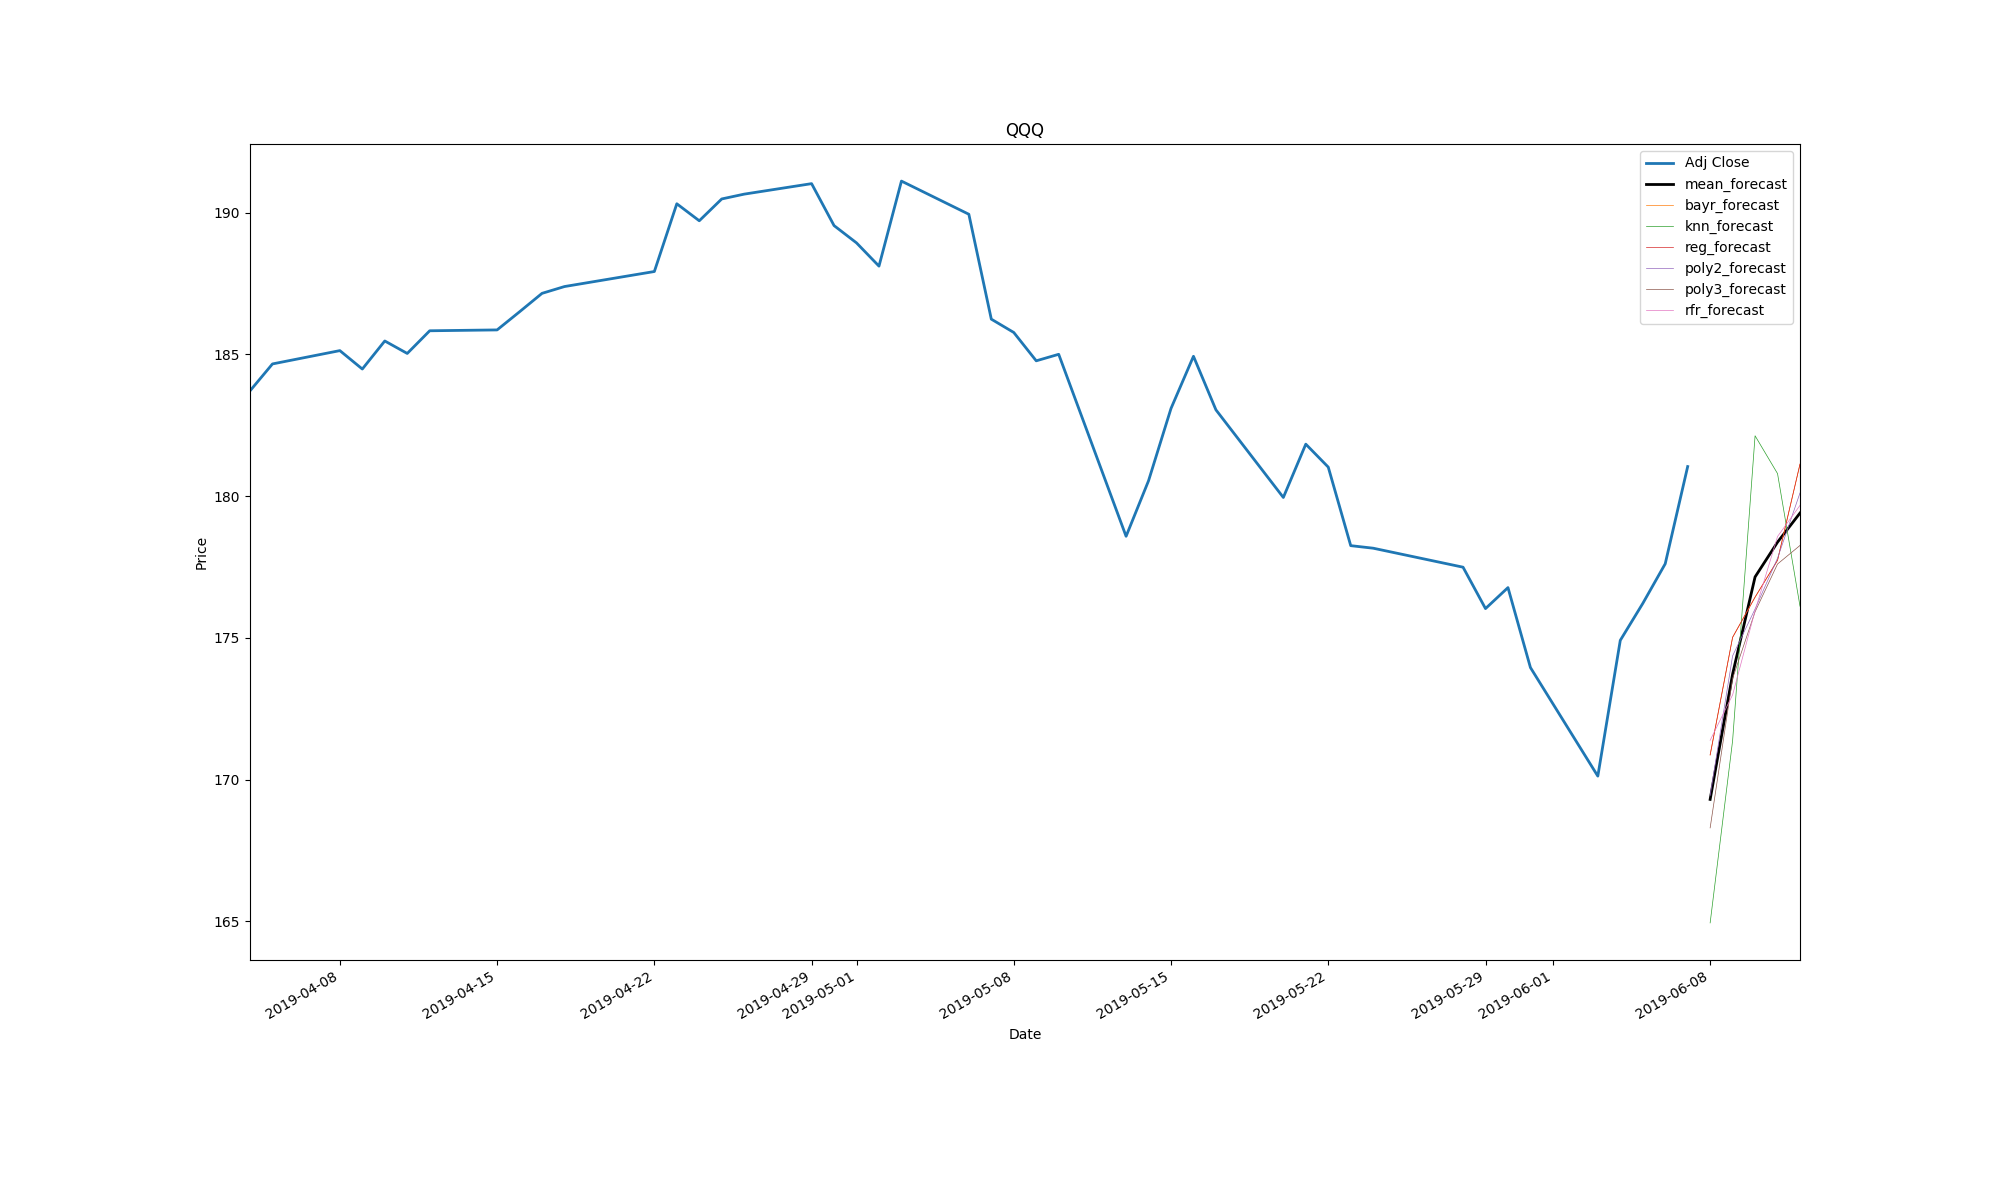 QQQ
Adj Close
mean_forecast
bayr_forecast
knn_forecast
reg_forecast
poly2_forecast
poly3_forecast
rfr_forecast
190
185
180
175
170
165
Price
2019-04-08
2019-04-15
2019-04-22
2019-04-29
2019-05-01
2019-05-08
2019-05-15
2019-05-22
2019-05-29
2019-06-01
2019-06-08
Date